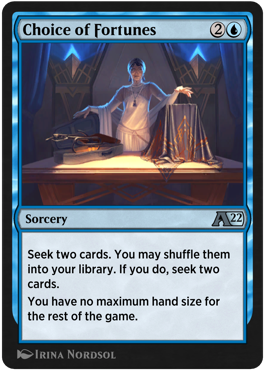 Choice of Fortunes 2
Sorcery
A22
Seek two cards. You may shuffle them
into your library. If you do, seek two
cards.
You have no maximum hand size for
the rest of the game.
Irina Nordsol